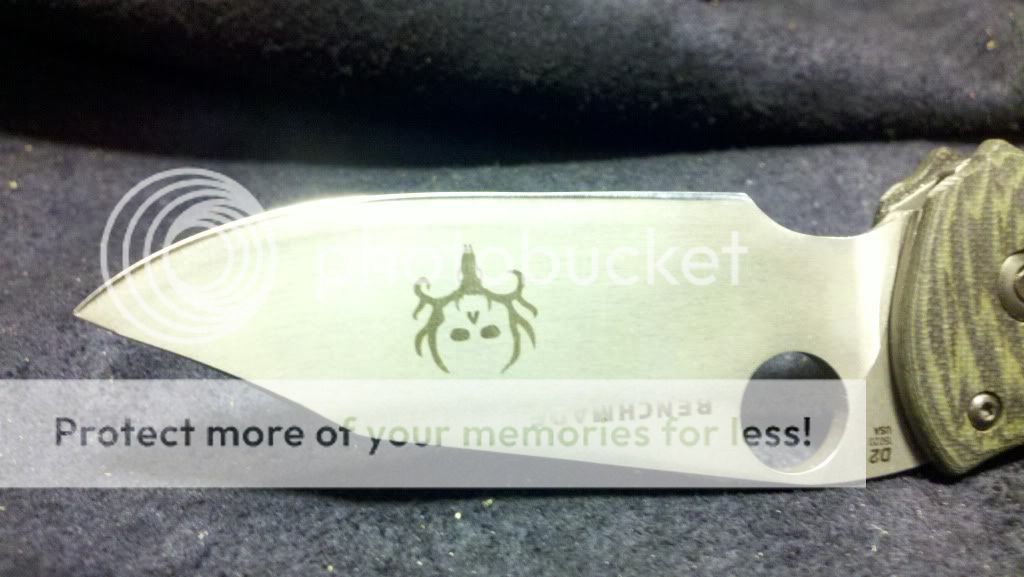 photobucket
Protect more of your memories for less!
BENCHMADE
D2
USA